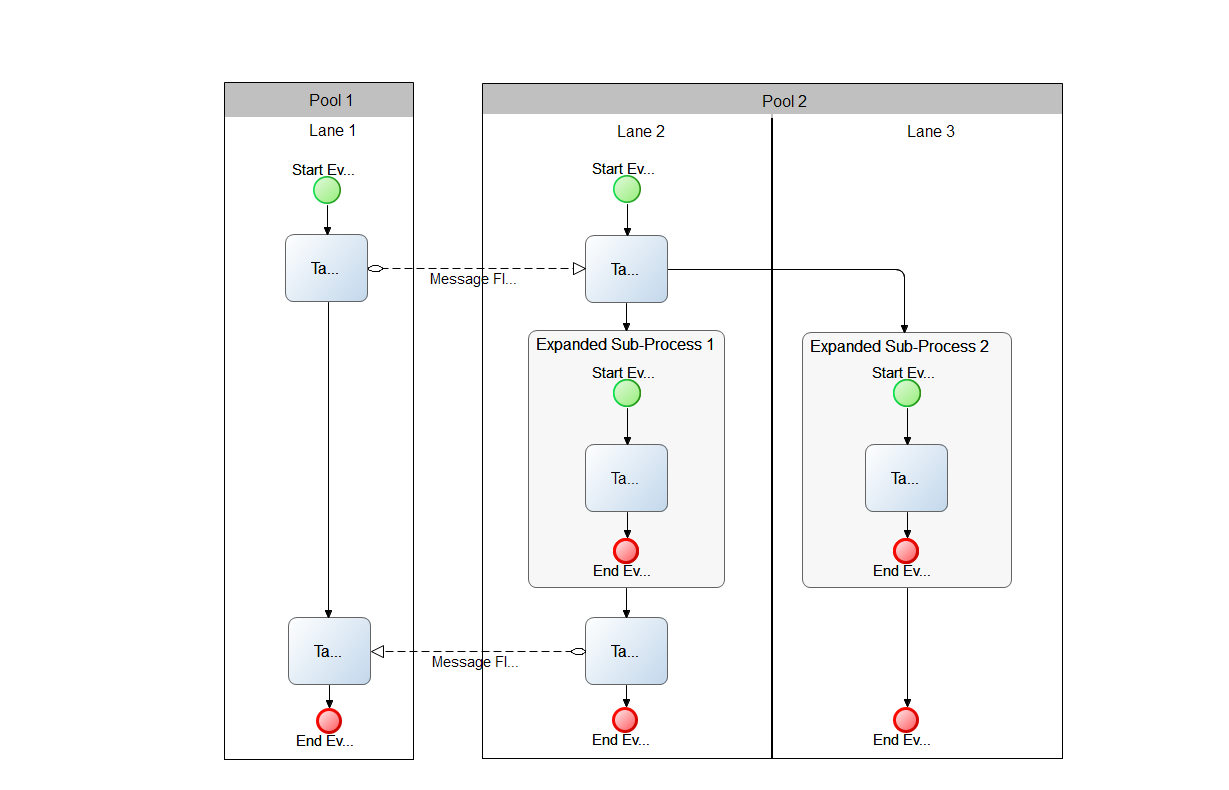 Pool 1
Pool 2
Lane 1
Lane 2
Lane 3
Start Ev...
Start Ev...
Ta...
Message Fl...
Ta...
Expanded Sub-Process 1
Expanded Sub-Process 2
Start Ev...
Start Ev...
Ta...
Ta...
End Ev...
End Ev...
Ta...
Message Fl...
Ta...
End Ev...
End Ev...
End Ev...